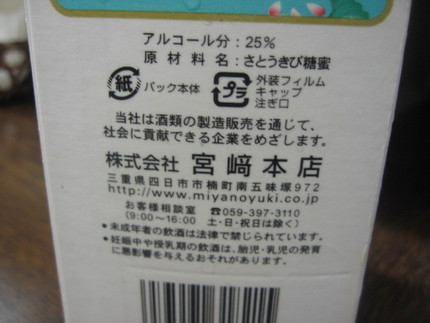 アルコール分：25%
原材料名：さとうきび糖蜜
紙 パック本体
プラ 外装フィルム
キャップ
注ぎ口
当社は酒類の製造販売を通じて、
社会に貢献できる企業をめざします。
株式会社 宮﨑本店
三重県四日市市楠町南五味塚972
http://www.miyanoyuki.co.jp
お客様相談室 ☎059-397-3110
(9:00〜16:00 土・日・祝日は除く)
●未成年者の飲酒は法律で禁じられています。
●妊娠中や授乳期の飲酒は、胎児・乳児の発育
に悪影響を与えるおそれがあります。